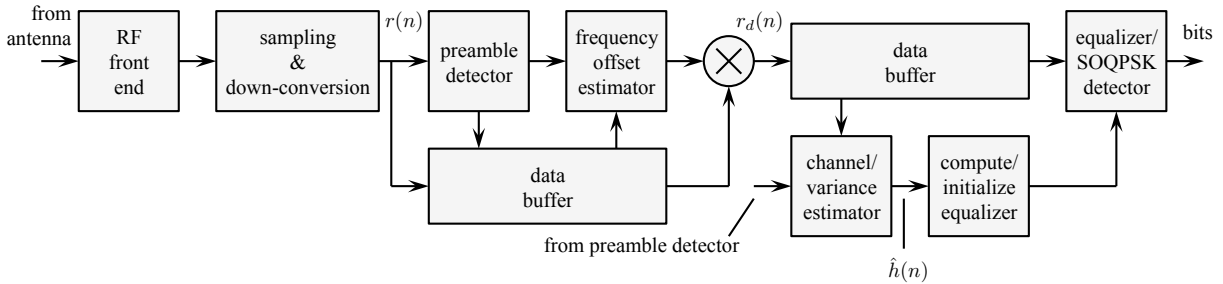 from
antenna
RF
front
end
sampling
&
down-conversion
r(n)
preamble
detector
frequency
offset
estimator
r_d(n)
data
buffer
equalizer/
SOQPSK
detector
bits
data
buffer
channel/
variance
estimator
compute/
initialize
equalizer
from preamble detector
ĥ(n)